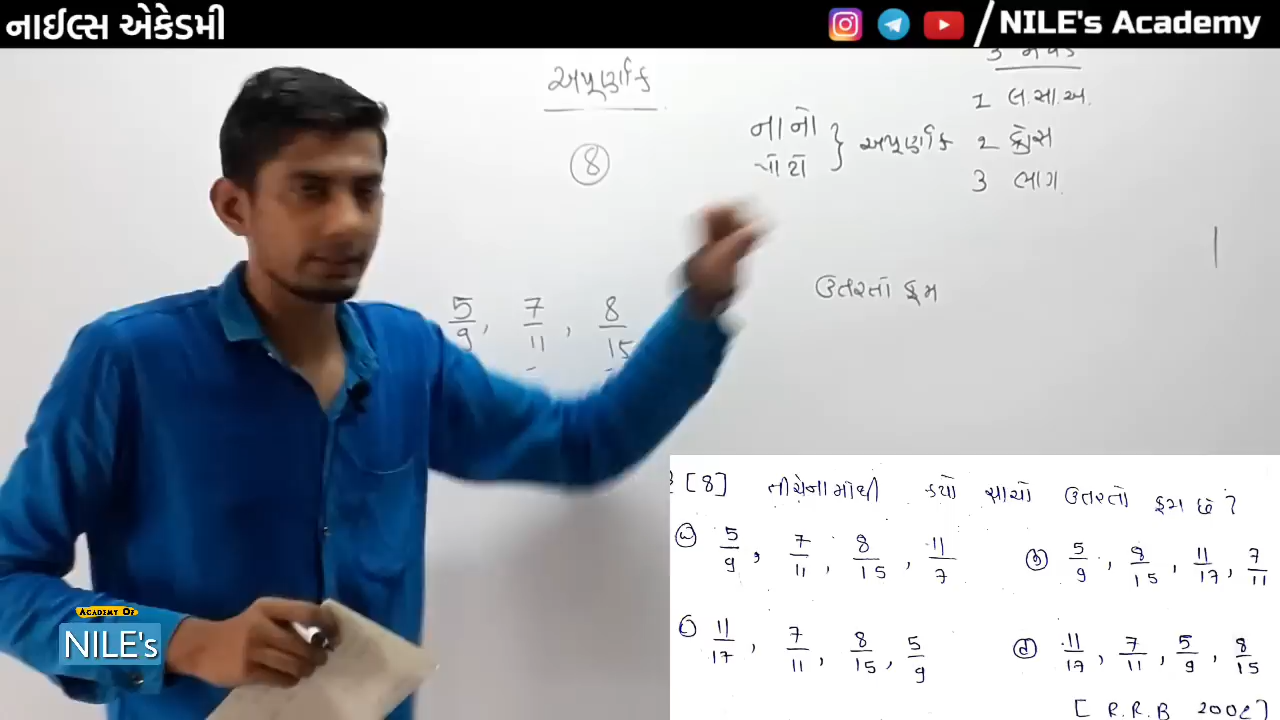 નાઈલ્સ એકેડમી
NILE's Academy
અપૂર્ણાંક
8
નાનો
મોટો
અપૂર્ણાંક
1 લ.સા.અ.
2 ક્રોસ
3 ભાગ
ઉતરતો ક્રમ
5/9, 7/11, 8/15
[8] નીચેનામાંથી કયો સાચો ઉતરતો ક્રમ છે ?
5/9, 7/11, 8/15, 11/7
5/9, 8/15, 11/17, 7/11
11/17, 7/11, 8/15, 5/9
11/17, 7/11, 5/9, 8/15
[ R.R.B
ACADEMY OF
NILE's